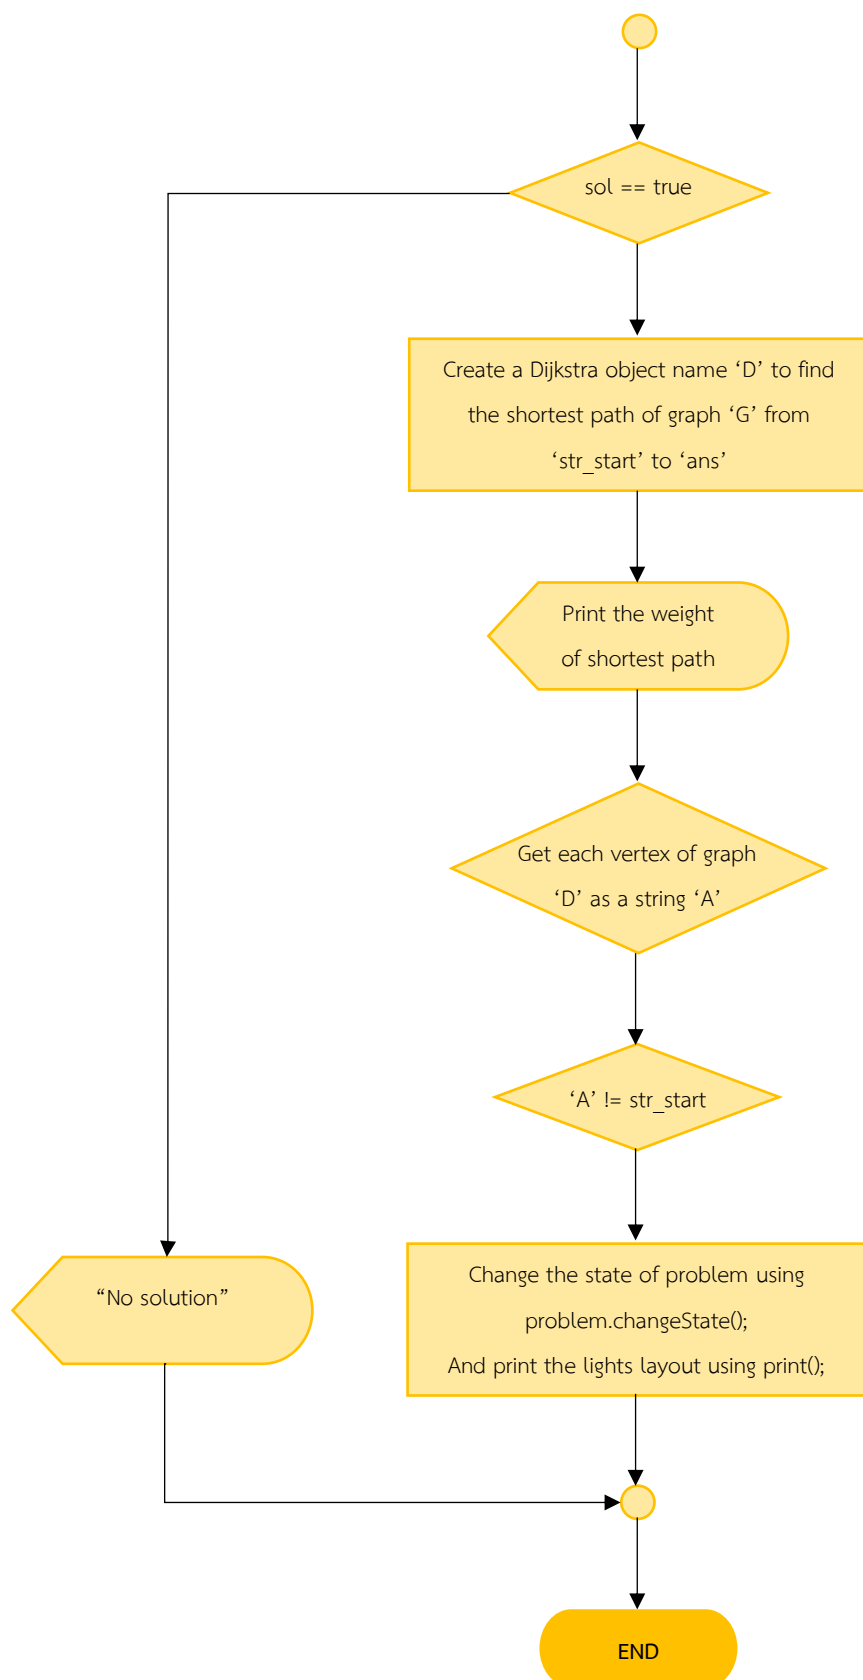 sol == true
Create a Dijkstra object name ‘D’ to find
the shortest path of graph ‘G’ from
‘str_start’ to ‘ans’
Print the weight
of shortest path
Get each vertex of graph
‘D’ as a string ‘A’
‘A’ != str_start
“No solution”
Change the state of problem using
problem.changeState();
And print the lights layout using print();
END